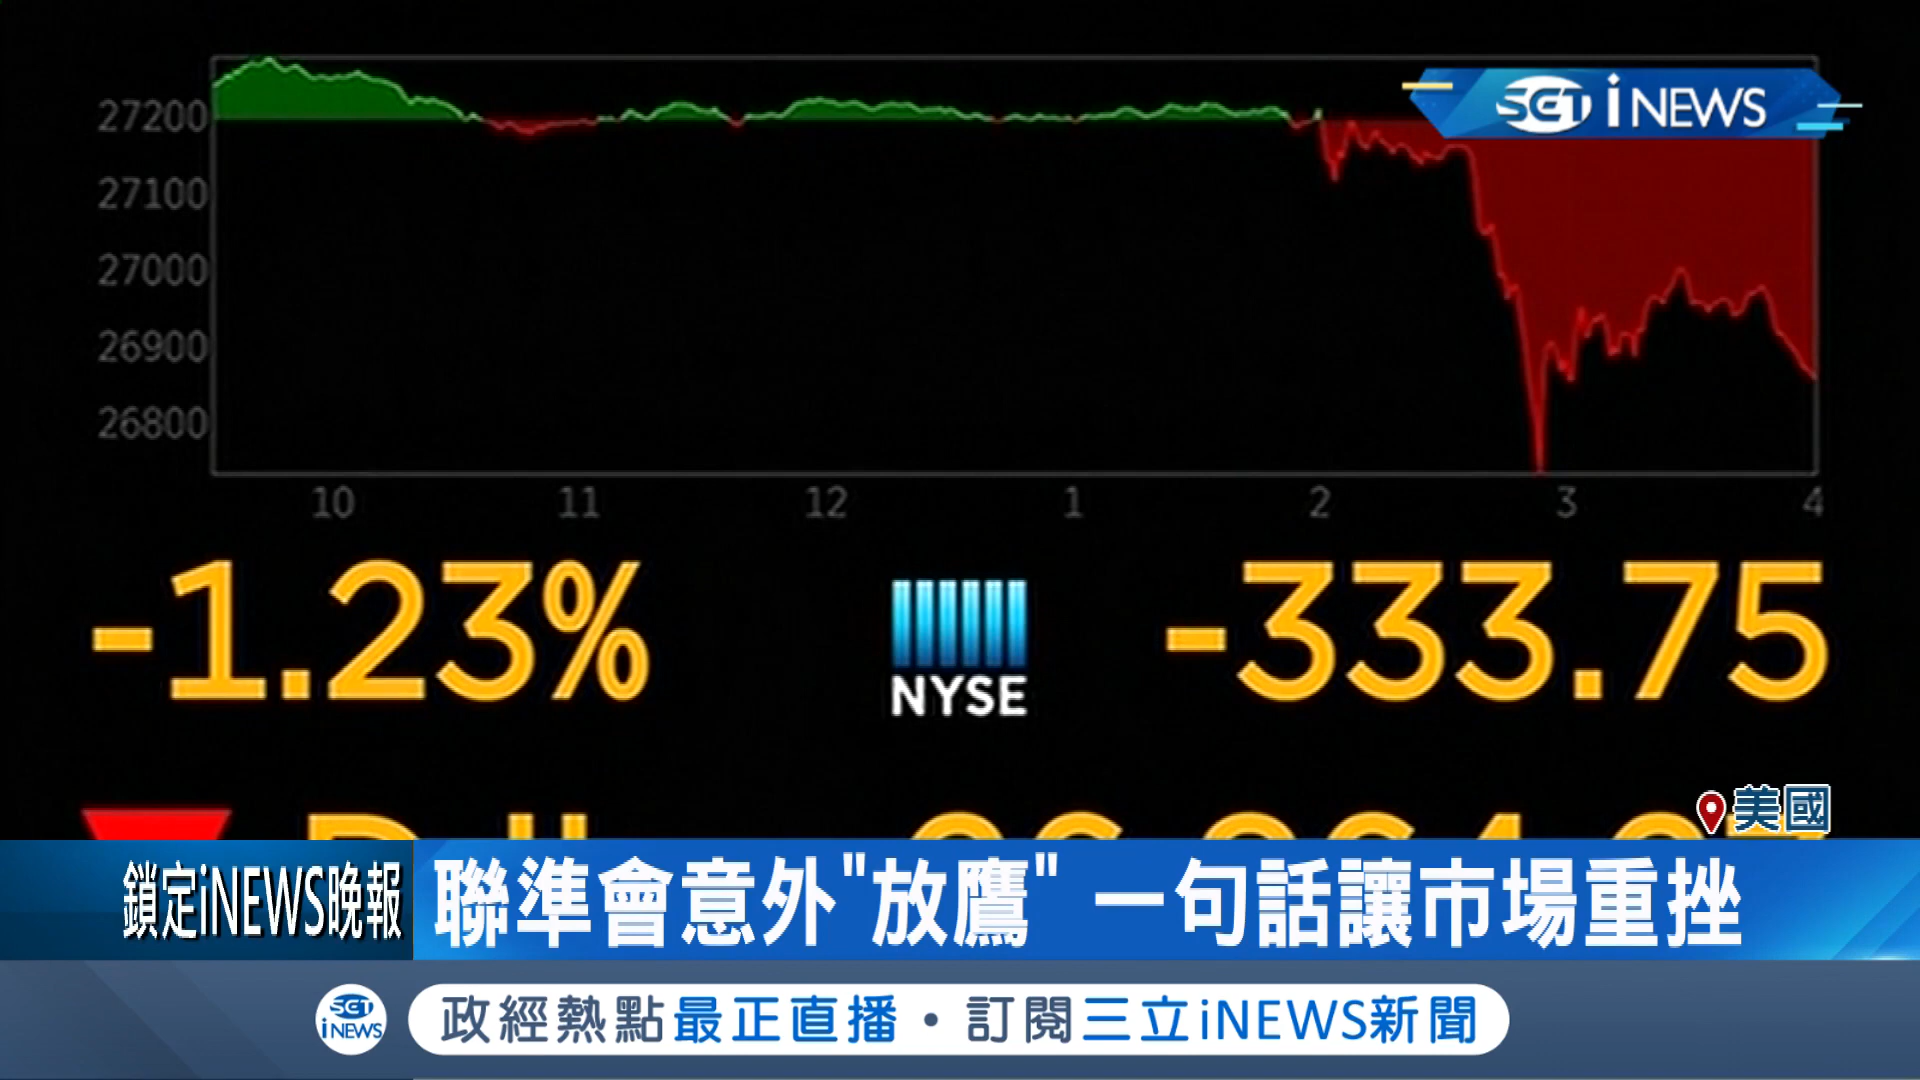 27200
27100
27000
26900
26800
SET iNEWS
10 11 12 1 2 3 4
-1.23%
NYSE
-333.75
美國
鎖定iNEWS晚報
聯準會意外"放鷹" 一句話讓市場重挫
SET iNEWS
政經熱點最正直播・訂閱三立iNEWS新聞